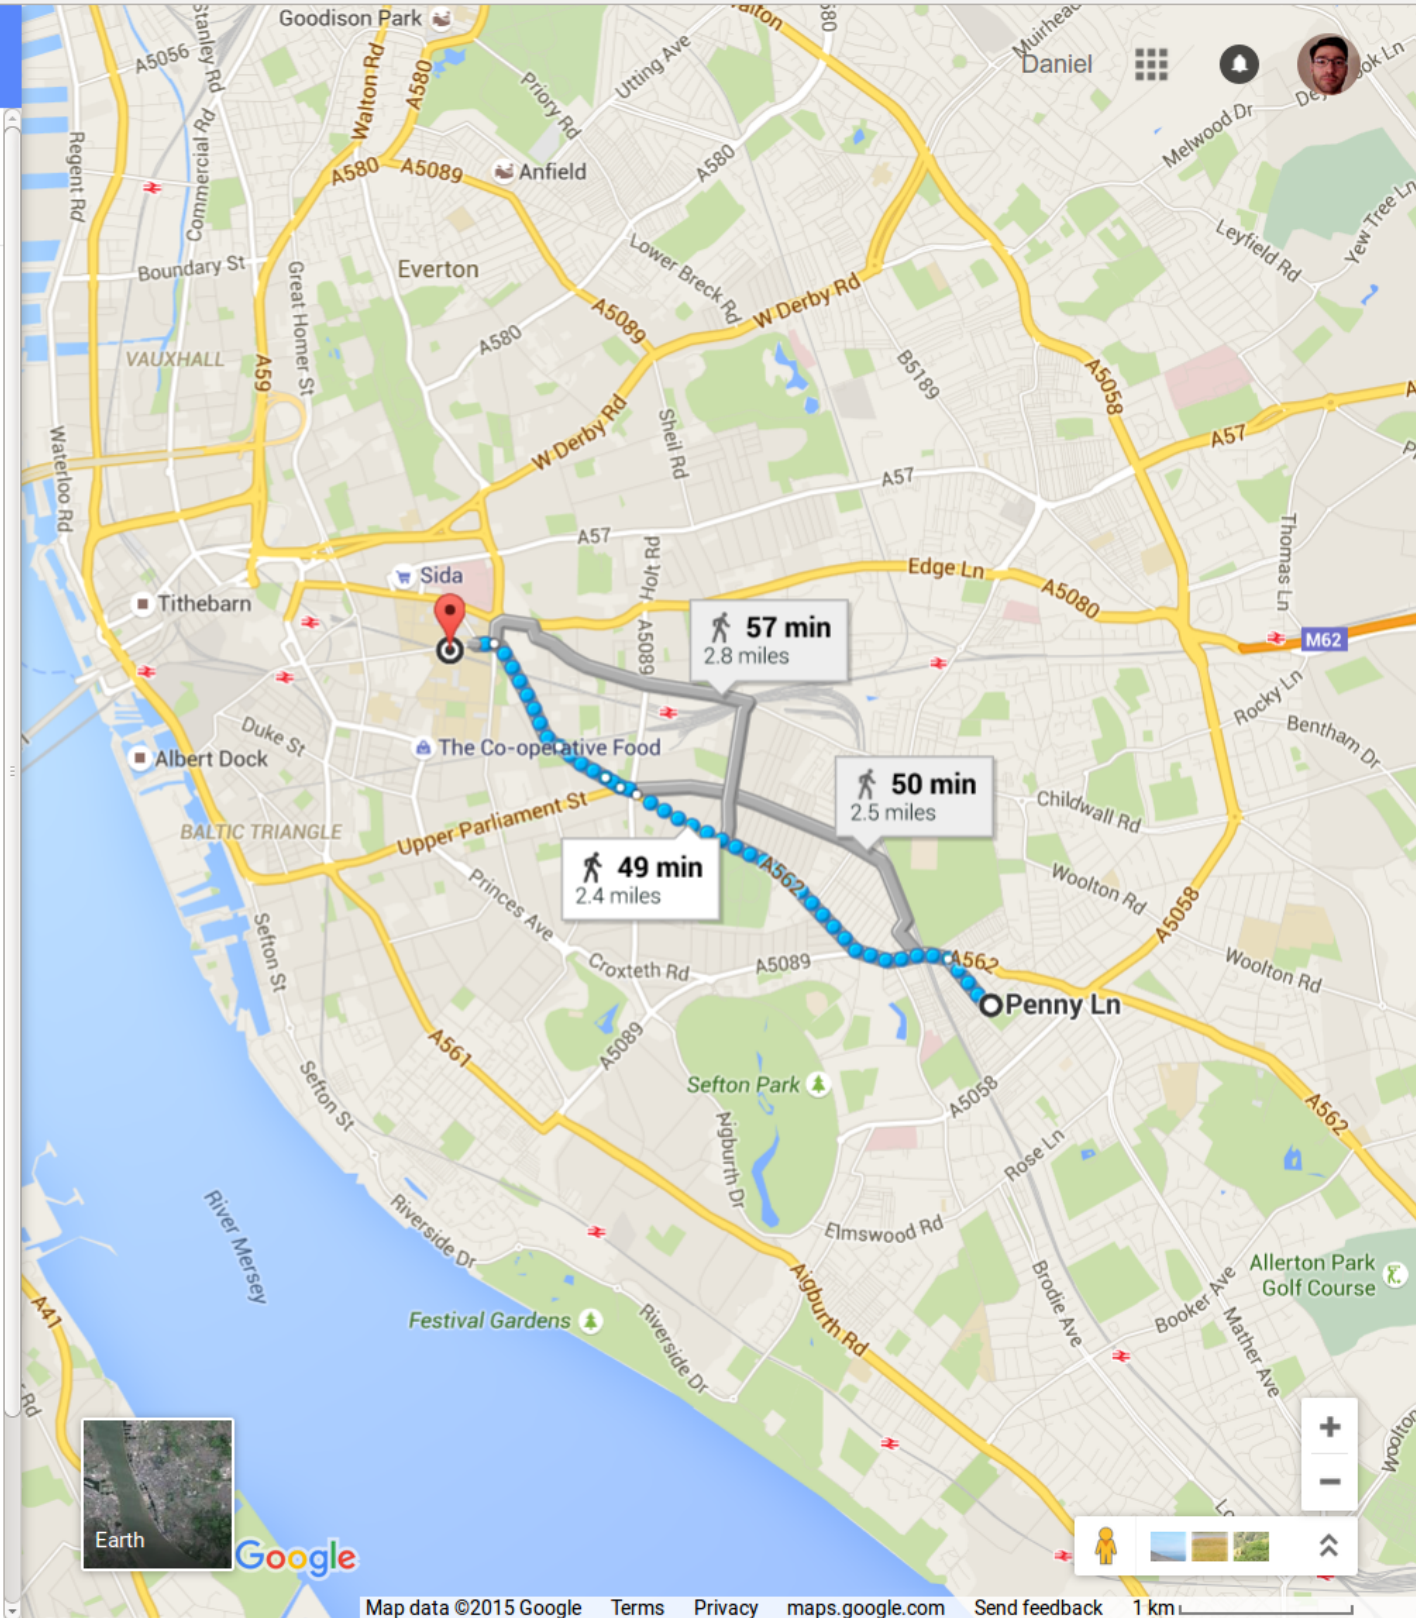 Goodison Park
Walton Rd
A580
Stanley Rd
A5056
Utting Ave
Priory Rd
A580
Daniel
Melwood Dr
Regent Rd
Commercial Rd
A580
A5089
Anfield
A580
Yew Tree Ln
Leyfield Rd
Boundary St
Great Homer St
Everton
Lower Breck Rd
W Derby Rd
A5089
A580
VAUXHALL
A59
B5189
A5058
W Derby Rd
Sheil Rd
A57
Waterloo Rd
A57
A57
Thomas Ln
Holt Rd
Edge Ln
A5080
Sida
Tithebarn
A5089
57 min
2.8 miles
M62
Rocky Ln
Bentham Dr
Duke St
The Co-operative Food
Albert Dock
50 min
2.5 miles
Childwall Rd
Upper Parliament St
BALTIC TRIANGLE
49 min
2.4 miles
A562
Woolton Rd
A5058
Princes Ave
Sefton St
Croxteth Rd
A5089
A562
Woolton Rd
Penny Ln
A561
A5089
Sefton Park
A5058
Sefton St
Aigburth Dr
Rose Ln
A562
River Mersey
Riverside Dr
Elmswood Rd
Allerton Park
Golf Course
Brodie Ave
Booker Ave
Mather Ave
A41
Festival Gardens
Riverside Dr
Aigburth Rd
Rd
Woolton
Earth
Google
Map data ©2015 Google Terms Privacy maps.google.com Send feedback 1 km